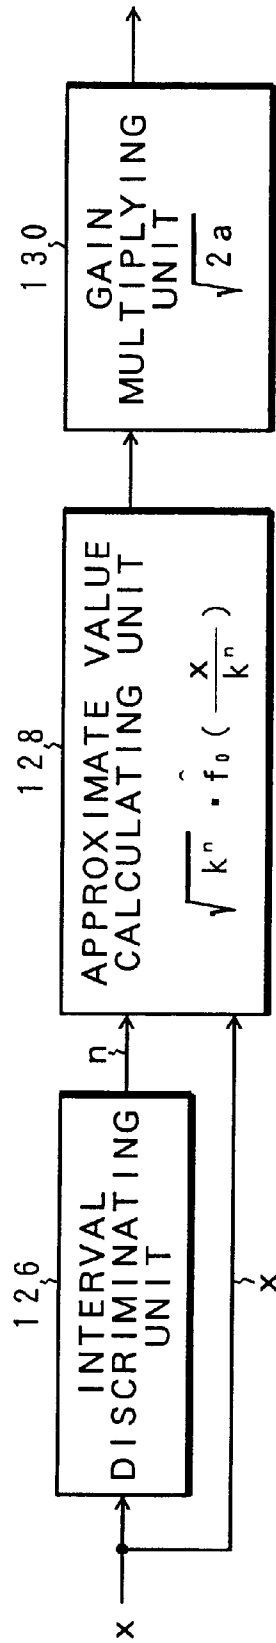 126
INTERVAL
DISCRIMINATING
UNIT
x
n
x
128
APPROXIMATE VALUE
CALCULATING UNIT
√kⁿ · f̂₀ ( x / kⁿ )
130
GAIN
MULTIPLYING
UNIT
√2a